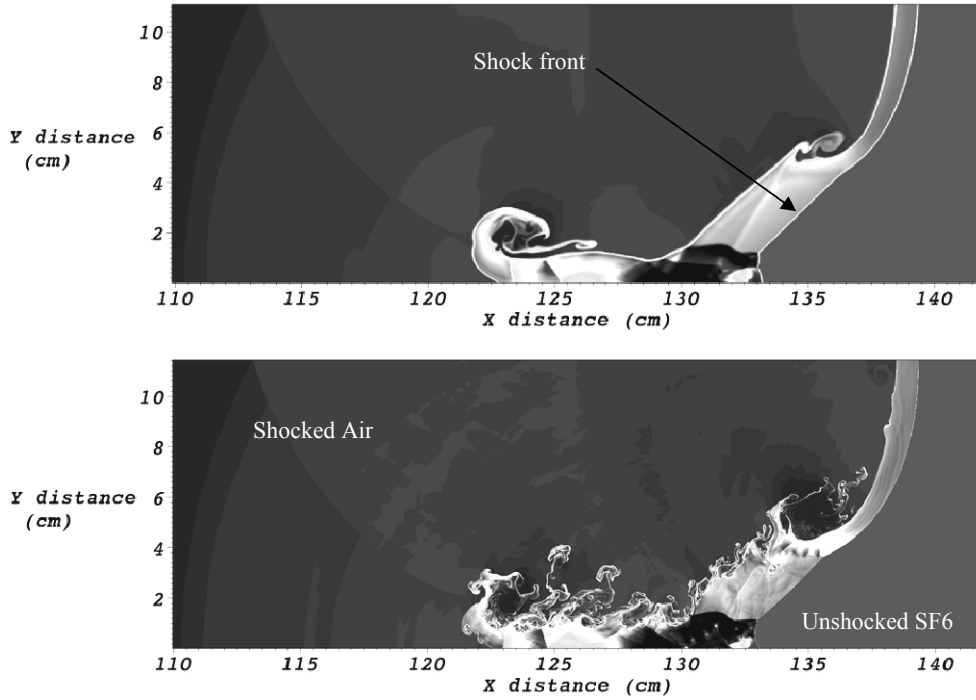 10
8
Y distance
(cm)
6
4
2
Shock front
110 115 120 125 130 135 140
X distance (cm)
10
8
Y distance
(cm)
6
4
2
Shocked Air
Unshocked SF6
110 115 120 125 130 135 140
X distance (cm)